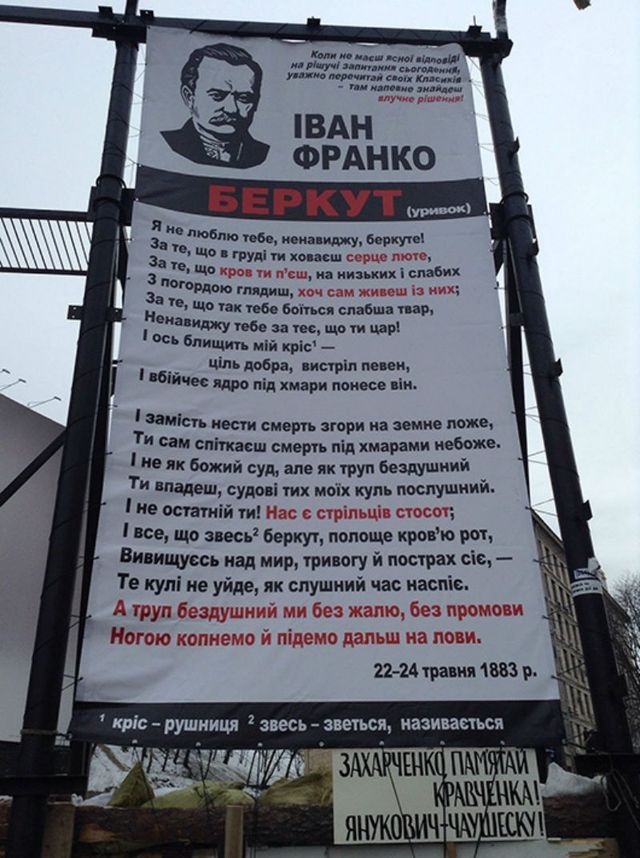 Коли не маєш ясної відповіді
на рішучі запитання сьогодення,
уважно перечитай своїх Класиків
– там напевне знайдеш
влучне рішення!
ІВАН
ФРАНКО
БЕРКУТ (уривок)
Я не люблю тебе, ненавиджу, беркуте!
За те, що в груді ти ховаєш серце люте,
За те, що кров ти п'єш, на низьких і слабих
З погордою глядиш, хоч сам живеш із них;
За те, що так тебе боїться слабша твар,
Ненавиджу тебе за теє, що ти цар!
І ось блищить мій кріс¹ —
ціль добра, вистріл певен,
І вбійчеє ядро під хмари понесе він.
І замість нести смерть згори на земне ложе,
Ти сам спіткаєш смерть під хмарами небоже.
І не як божий суд, але як труп бездушний
Ти впадеш, судові тих моїх куль послушний.
І не остатній ти! Нас є стрільців стосот;
І все, що звесь² беркут, полоще кров'ю рот,
Вивищуєсь над мир, тривогу й пострах сіє, —
Те кулі не уйде, як слушний час наспіє.
А труп бездушний ми без жалю, без промови
Ногою копнемо й підемо дальш на лови.
22–24 травня 1883 р.
¹ кріс – рушниця ² звесь – зветься, називається
ЗАХАРЧЕНКО ПАМ'ЯТАЙ
КРАВЧЕНКА!
ЯНУКОВИЧ-ЧАУШЕСКУ!